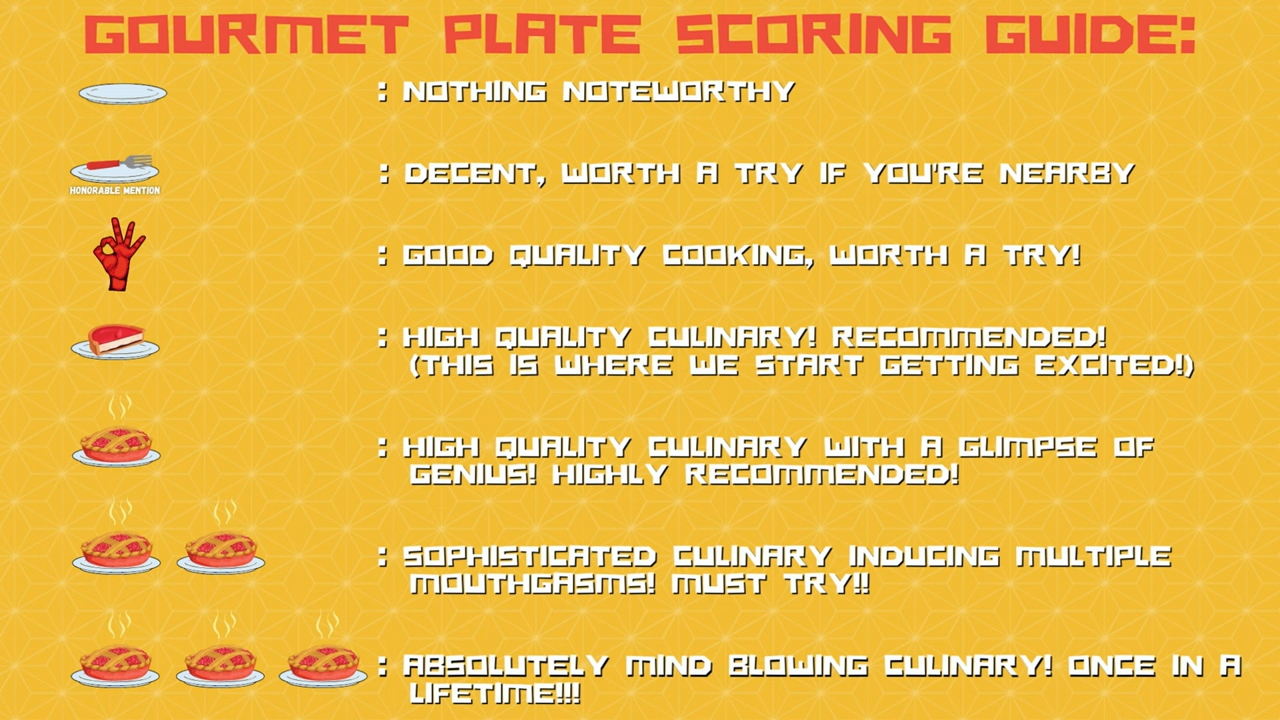 GOURMET PLATE SCORING GUIDE:
: NOTHING NOTEWORTHY
HONORABLE MENTION
: DECENT, WORTH A TRY IF YOU'RE NEARBY
: GOOD QUALITY COOKING, WORTH A TRY!
: HIGH QUALITY CULINARY! RECOMMENDED!
(THIS IS WHERE WE START GETTING EXCITED!)
: HIGH QUALITY CULINARY WITH A GLIMPSE OF
GENIUS! HIGHLY RECOMMENDED!
: SOPHISTICATED CULINARY INDUCING MULTIPLE
MOUTHGASMS! MUST TRY!!
: ABSOLUTELY MIND BLOWING CULINARY! ONCE IN A
LIFETIME!!!